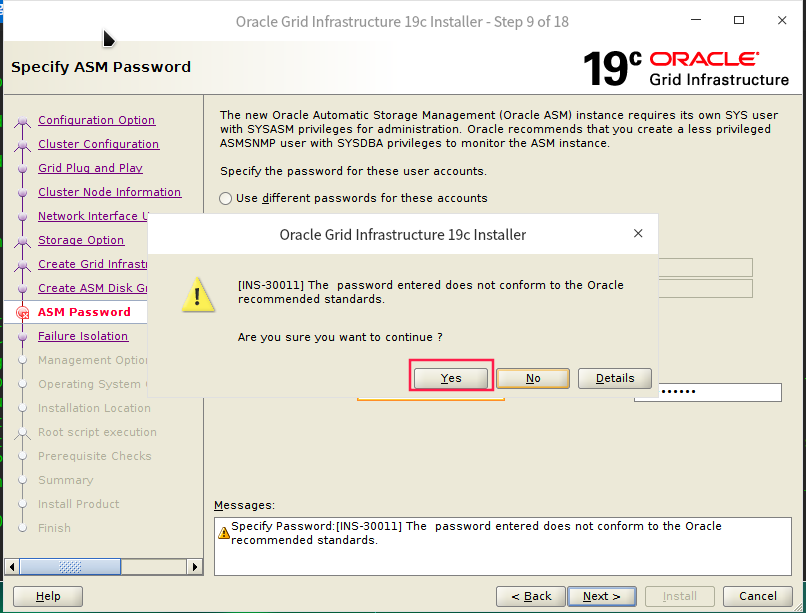 Oracle Grid Infrastructure 19c Installer - Step 9 of 18
Specify ASM Password
19c ORACLE
Grid Infrastructure
Configuration Option
Cluster Configuration
Grid Plug and Play
Cluster Node Information
Network Interface U
Storage Option
Create Grid Infrast
Create ASM Disk Gr
ASM Password
Failure Isolation
Management Option
Operating System
Installation Location
Root script execution
Prerequisite Checks
Summary
Install Product
Finish
The new Oracle Automatic Storage Management (Oracle ASM) instance requires its own SYS user
with SYSASM privileges for administration. Oracle recommends that you create a less privileged
ASMSNMP user with SYSDBA privileges to monitor the ASM instance.
Specify the password for these user accounts.
Use different passwords for these accounts
Oracle Grid Infrastructure 19c Installer
[INS-30011] The  password entered does not conform to the Oracle
recommended standards.
Are you sure you want to continue ?
Yes No Details
Messages:
Specify Password:[INS-30011] The  password entered does not conform to the Oracle
recommended standards.
Help < Back Next > Install Cancel